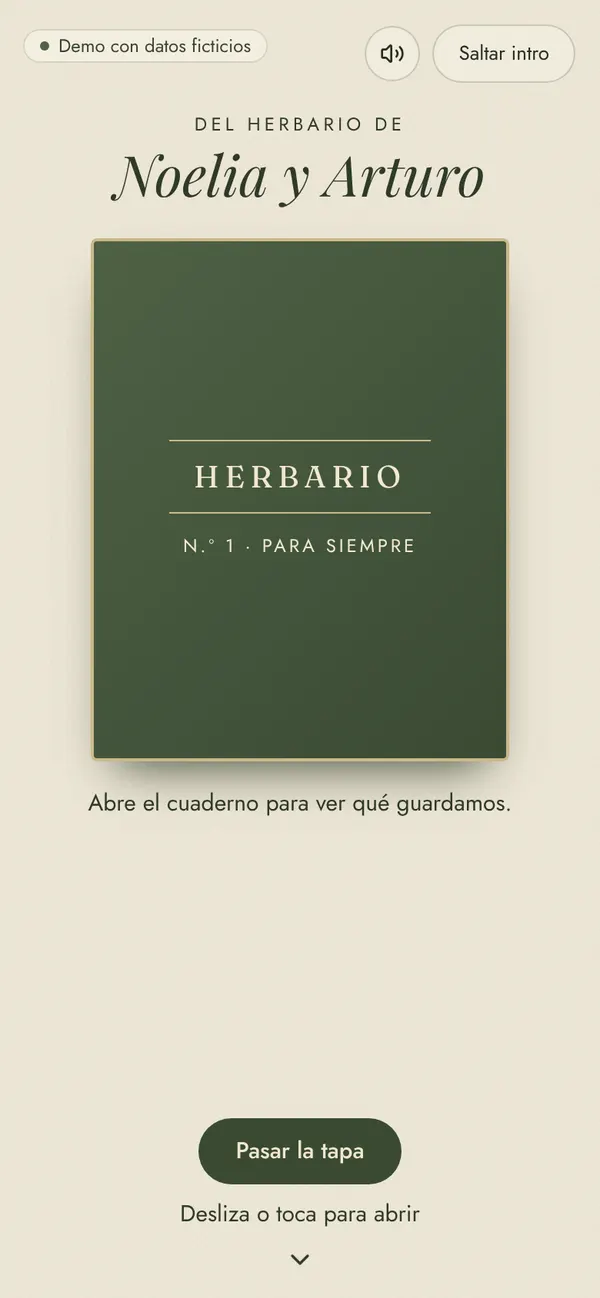 Demo con datos ficticios
Saltar intro
DEL HERBARIO DE
Noelia y Arturo
HERBARIO
N.º 1 · PARA SIEMPRE
Abre el cuaderno para ver qué guardamos.
Pasar la tapa
Desliza o toca para abrir